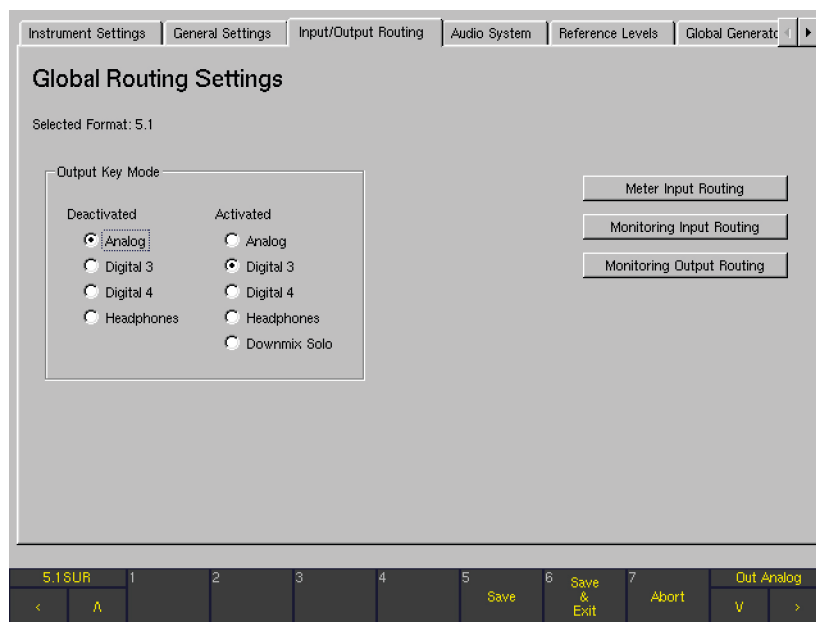 Instrument Settings General Settings Input/Output Routing Audio System Reference Levels Global Generato
Global Routing Settings
Selected Format: 5.1
Output Key Mode
Deactivated Activated
Analog Analog
Digital 3 Digital 3
Digital 4 Digital 4
Headphones Headphones
Downmix Solo
Meter Input Routing
Monitoring Input Routing
Monitoring Output Routing
5.1SUR 1 2 3 4 5 Save 6 Save & Exit 7 Abort Out Analog
< Λ V >